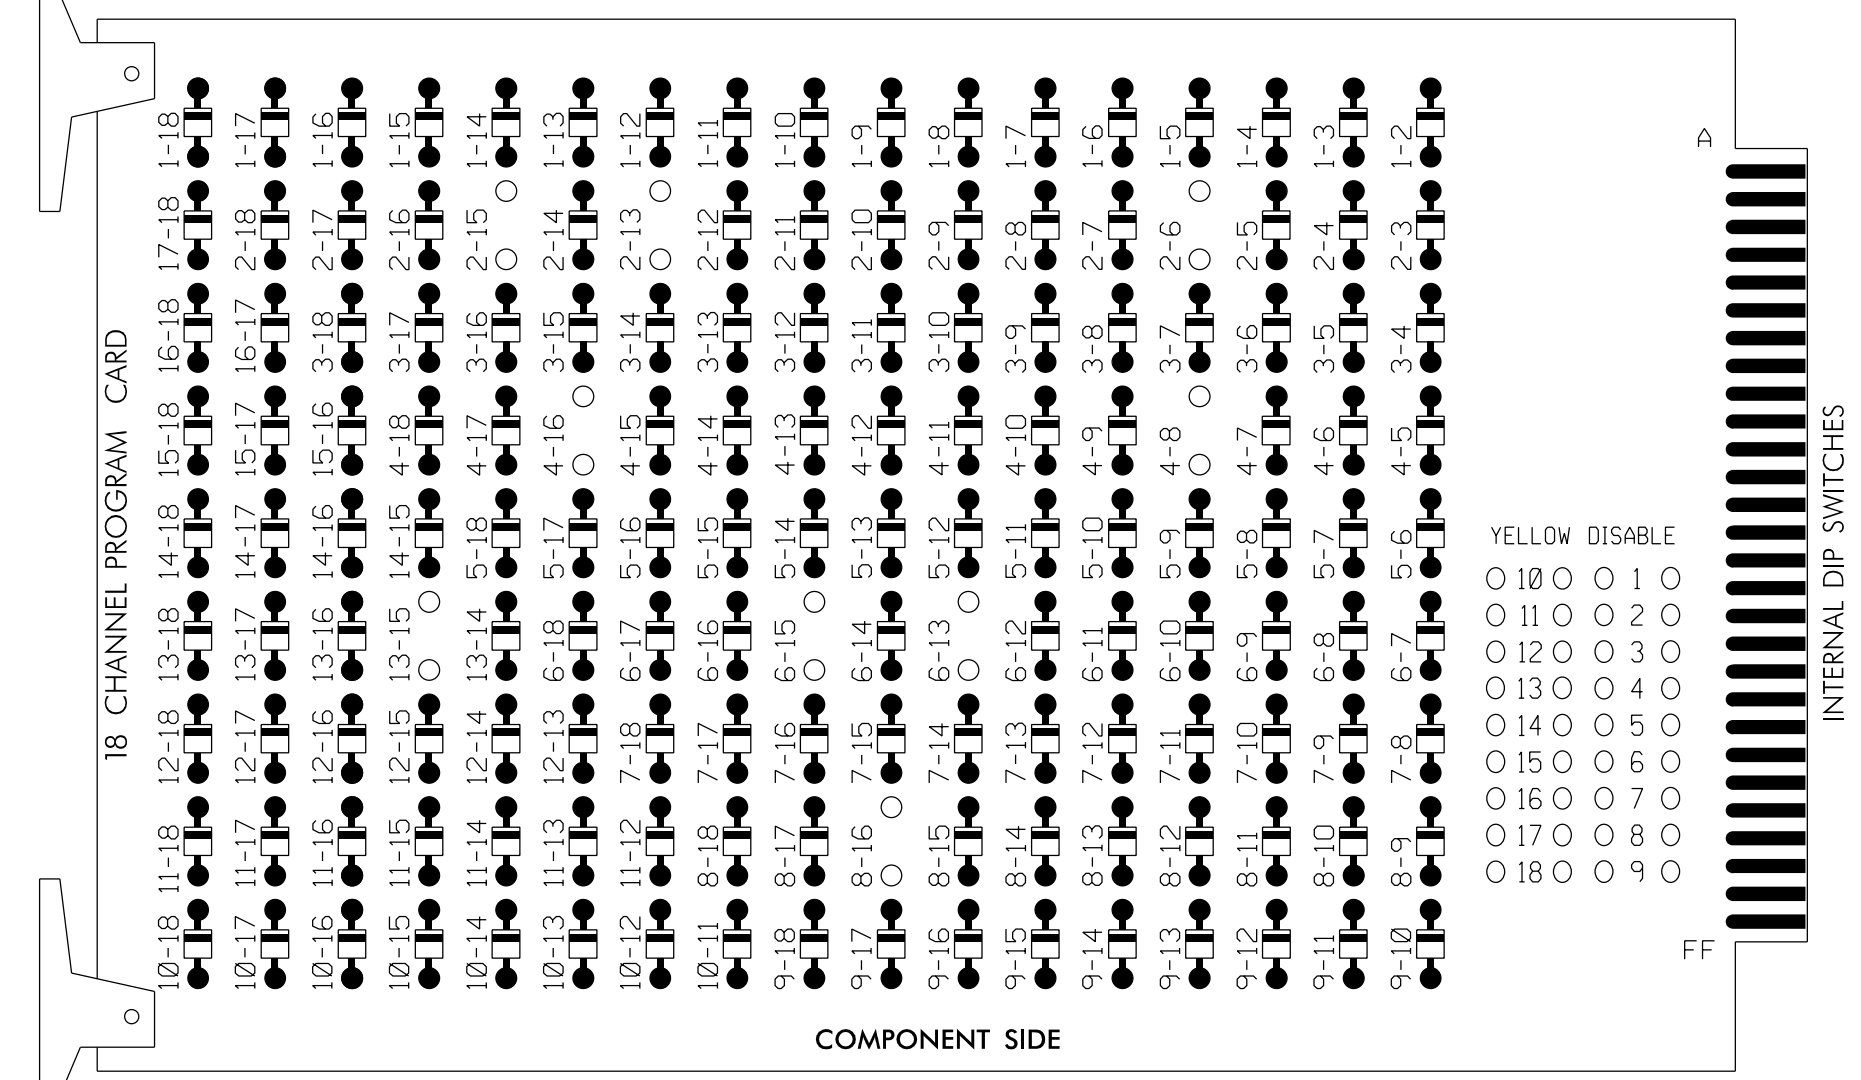 1-18 1-17 1-16 1-15 1-14 1-13 1-12 1-11 1-10 1-9 1-8 1-7 1-6 1-5 1-4 1-3 1-2
A
17-18 2-18 2-17 2-16 2-15 2-14 2-13 2-12 2-11 2-10 2-9 2-8 2-7 2-6 2-5 2-4 2-3
16-18 16-17 3-18 3-17 3-16 3-15 3-14 3-13 3-12 3-11 3-10 3-9 3-8 3-7 3-6 3-5 3-4
15-18 15-17 15-16 4-18 4-17 4-16 4-15 4-14 4-13 4-12 4-11 4-10 4-9 4-8 4-7 4-6 4-5
14-18 14-17 14-16 14-15 5-18 5-17 5-16 5-15 5-14 5-13 5-12 5-11 5-10 5-9 5-8 5-7 5-6
13-18 13-17 13-16 13-15 13-14 6-18 6-17 6-16 6-15 6-14 6-13 6-12 6-11 6-10 6-9 6-8 6-7
12-18 12-17 12-16 12-15 12-14 12-13 7-18 7-17 7-16 7-15 7-14 7-13 7-12 7-11 7-10 7-9 7-8
11-18 11-17 11-16 11-15 11-14 11-13 11-12 8-18 8-17 8-16 8-15 8-14 8-13 8-12 8-11 8-10 8-9
10-18 10-17 10-16 10-15 10-14 10-13 10-12 10-11 9-18 9-17 9-16 9-15 9-14 9-13 9-12 9-11 9-10
18 CHANNEL PROGRAM CARD
YELLOW DISABLE
10 1
11 2
12 3
13 4
14 5
15 6
16 7
17 8
18 9
FF
INTERNAL DIP SWITCHES
COMPONENT SIDE